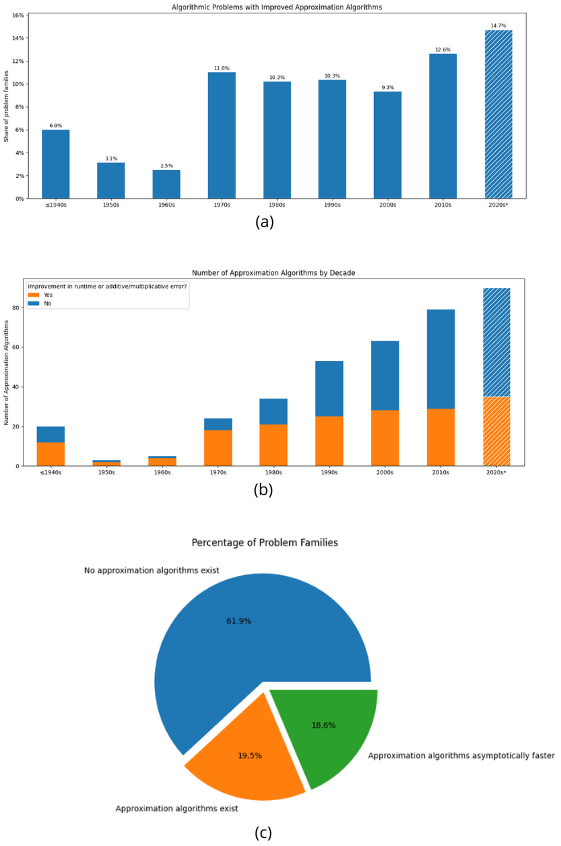 Algorithmic Problems with Improved Approximation Algorithms
16%
14%
12%
10%
8%
6%
4%
2%
0%
Share of problem families
6.0%
3.1%
2.5%
11.0%
10.2%
10.3%
9.3%
12.6%
14.7%
≤1940s
1950s
1960s
1970s
1980s
1990s
2000s
2010s
2020s*
(a)
Number of Approximation Algorithms by Decade
Improvement in runtime or additive/multiplicative error?
Yes
No
80
60
40
20
0
Number of Approximation Algorithms
≤1940s
1950s
1960s
1970s
1980s
1990s
2000s
2010s
2020s*
(b)
Percentage of Problem Families
No approximation algorithms exist
61.9%
18.6%
19.5%
Approximation algorithms asymptotically faster
Approximation algorithms exist
(c)